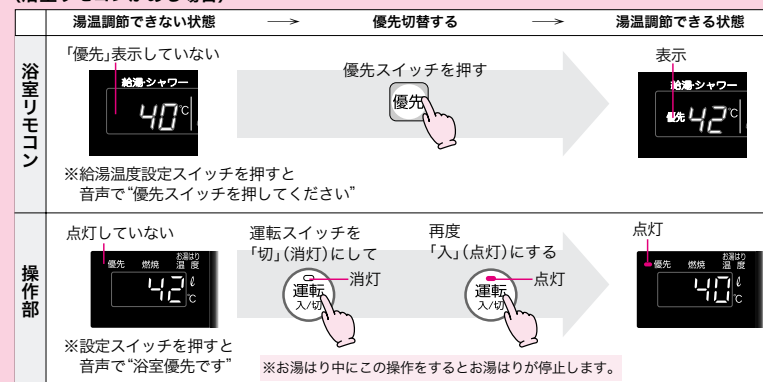 (浴室リモコンがある場合)
湯温調節できない状態 → 優先切替する → 湯温調節できる状態
浴室リモコン
「優先」表示していない
給湯・シャワー
40℃
※給湯温度設定スイッチを押すと
音声で“優先スイッチを押してください”
優先スイッチを押す
優先
表示
給湯・シャワー
優先 42℃
操作部
点灯していない
優先 燃焼 お湯はり温度
42 ℓ ℃
※設定スイッチを押すと
音声で“浴室優先です”
運転スイッチを
「切」(消灯)にして
消灯
運転
入/切
再度
「入」(点灯)にする
点灯
運転
入/切
※お湯はり中にこの操作をするとお湯はりが停止します。
点灯
優先 燃焼 お湯はり温度
40 ℓ ℃